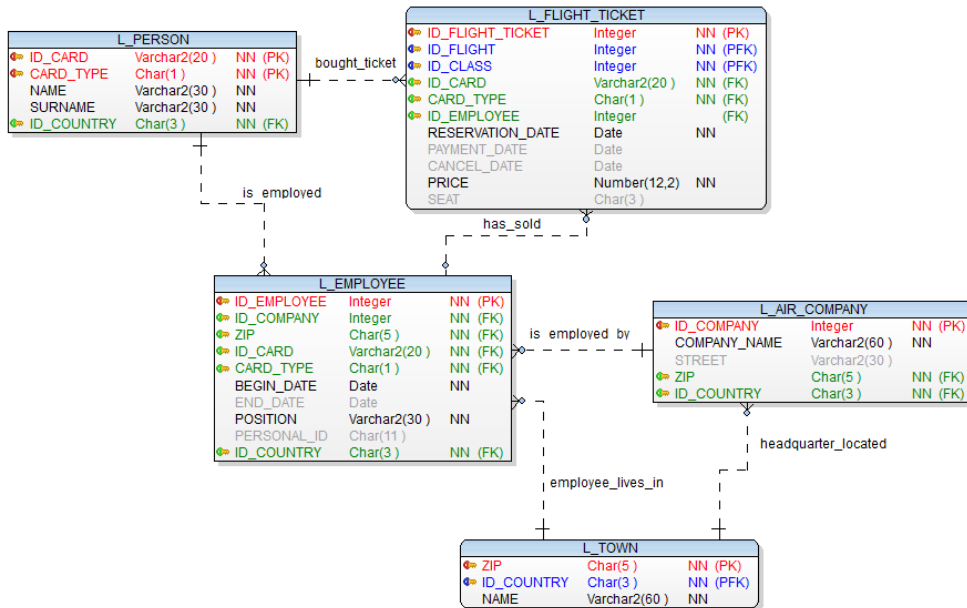 L_PERSON
ID_CARD Varchar2(20 ) NN (PK)
CARD_TYPE Char(1 ) NN (PK)
NAME Varchar2(30 ) NN
SURNAME Varchar2(30 ) NN
ID_COUNTRY Char(3 ) NN (FK)
bought_ticket
L_FLIGHT_TICKET
ID_FLIGHT_TICKET Integer NN (PK)
ID_FLIGHT Integer NN (PFK)
ID_CLASS Integer NN (PFK)
ID_CARD Varchar2(20 ) NN (FK)
CARD_TYPE Char(1 ) NN (FK)
ID_EMPLOYEE Integer (FK)
RESERVATION_DATE Date NN
PAYMENT_DATE Date
CANCEL_DATE Date
PRICE Number(12,2) NN
SEAT Char(3 )
is_employed
has_sold
L_EMPLOYEE
ID_EMPLOYEE Integer NN (PK)
ID_COMPANY Integer NN (FK)
ZIP Char(5 ) NN (FK)
ID_CARD Varchar2(20 ) NN (FK)
CARD_TYPE Char(1 ) NN (FK)
BEGIN_DATE Date NN
END_DATE Date
POSITION Varchar2(30 ) NN
PERSONAL_ID Char(11 )
ID_COUNTRY Char(3 ) NN (FK)
is_employed_by
L_AIR_COMPANY
ID_COMPANY Integer NN (PK)
COMPANY_NAME Varchar2(60 ) NN
STREET Varchar2(30 )
ZIP Char(5 ) NN (FK)
ID_COUNTRY Char(3 ) NN (FK)
headquarter_located
employee_lives_in
L_TOWN
ZIP Char(5 ) NN (PK)
ID_COUNTRY Char(3 ) NN (PFK)
NAME Varchar2(60 ) NN